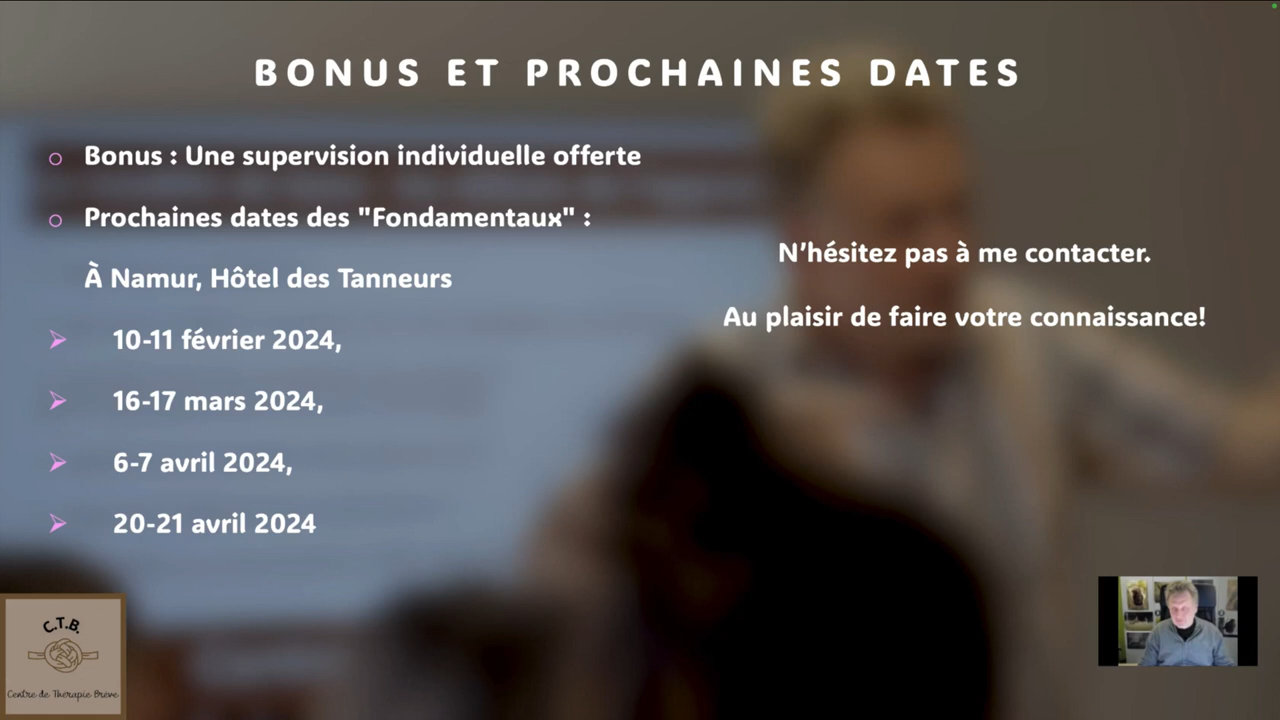 BONUS ET PROCHAINES DATES
Bonus : Une supervision individuelle offerte
Prochaines dates des "Fondamentaux" :
À Namur, Hôtel des Tanneurs
10-11 février 2024,
16-17 mars 2024,
6-7 avril 2024,
20-21 avril 2024
N’hésitez pas à me contacter.
Au plaisir de faire votre connaissance!
C.T.B.
Centre de Thérapie Brève